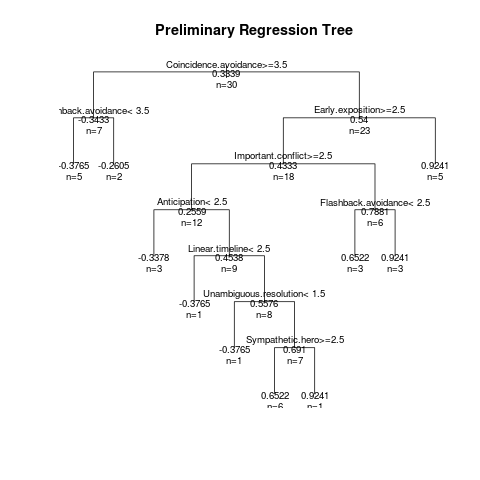 Preliminary Regression Tree
Coincidence.avoidance>=3.5
0.3339
n=30
hback.avoidance< 3.5
-0.3433
n=7
Early.exposition>=2.5
0.54
n=23
-0.3765
n=5
-0.2605
n=2
Important.conflict>=2.5
0.4333
n=18
0.9241
n=5
Anticipation< 2.5
0.2559
n=12
Flashback.avoidance< 2.5
0.7881
n=6
-0.3378
n=3
Linear.timeline< 2.5
0.4538
n=9
0.6522
n=3
0.9241
n=3
-0.3765
n=1
Unambiguous.resolution< 1.5
0.5576
n=8
-0.3765
n=1
Sympathetic.hero>=2.5
0.691
n=7
0.6522
n=6
0.9241
n=1